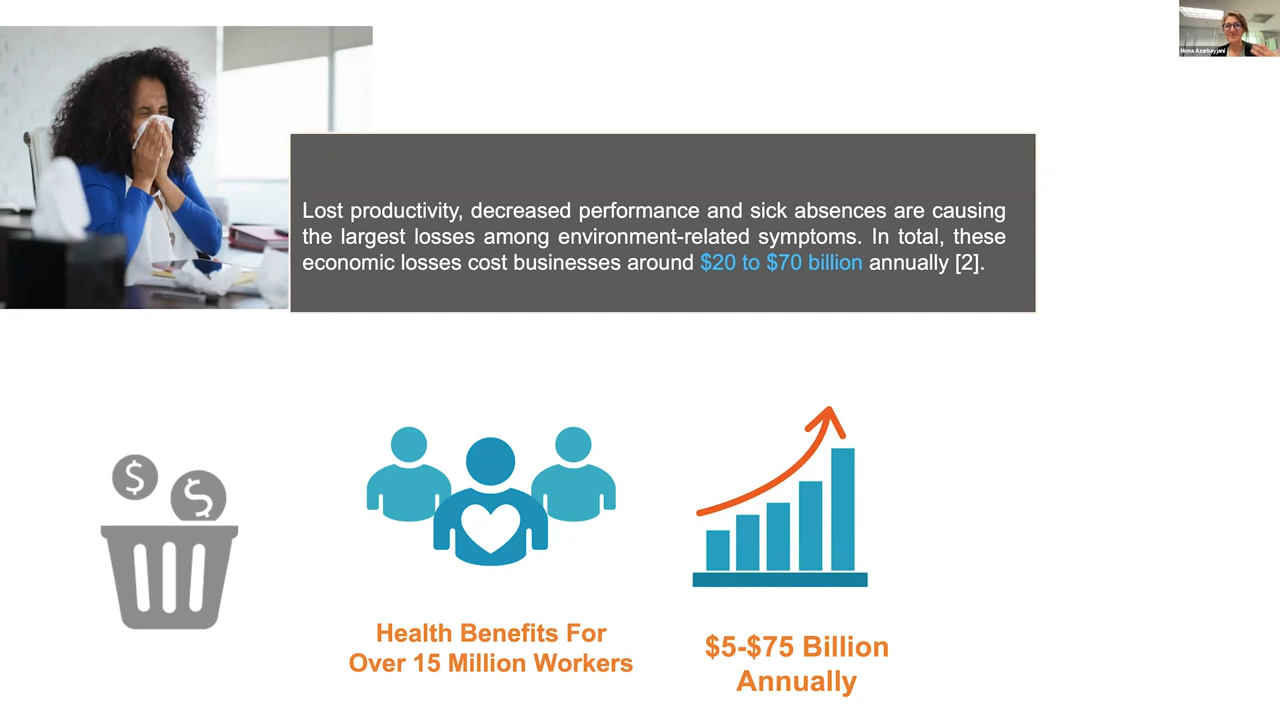 Mona Azarbayjani
Lost productivity, decreased performance and sick absences are causing
the largest losses among environment-related symptoms. In total, these
economic losses cost businesses around $20 to $70 billion annually [2].
$
$
Health Benefits For
Over 15 Million Workers
$5-$75 Billion
Annually